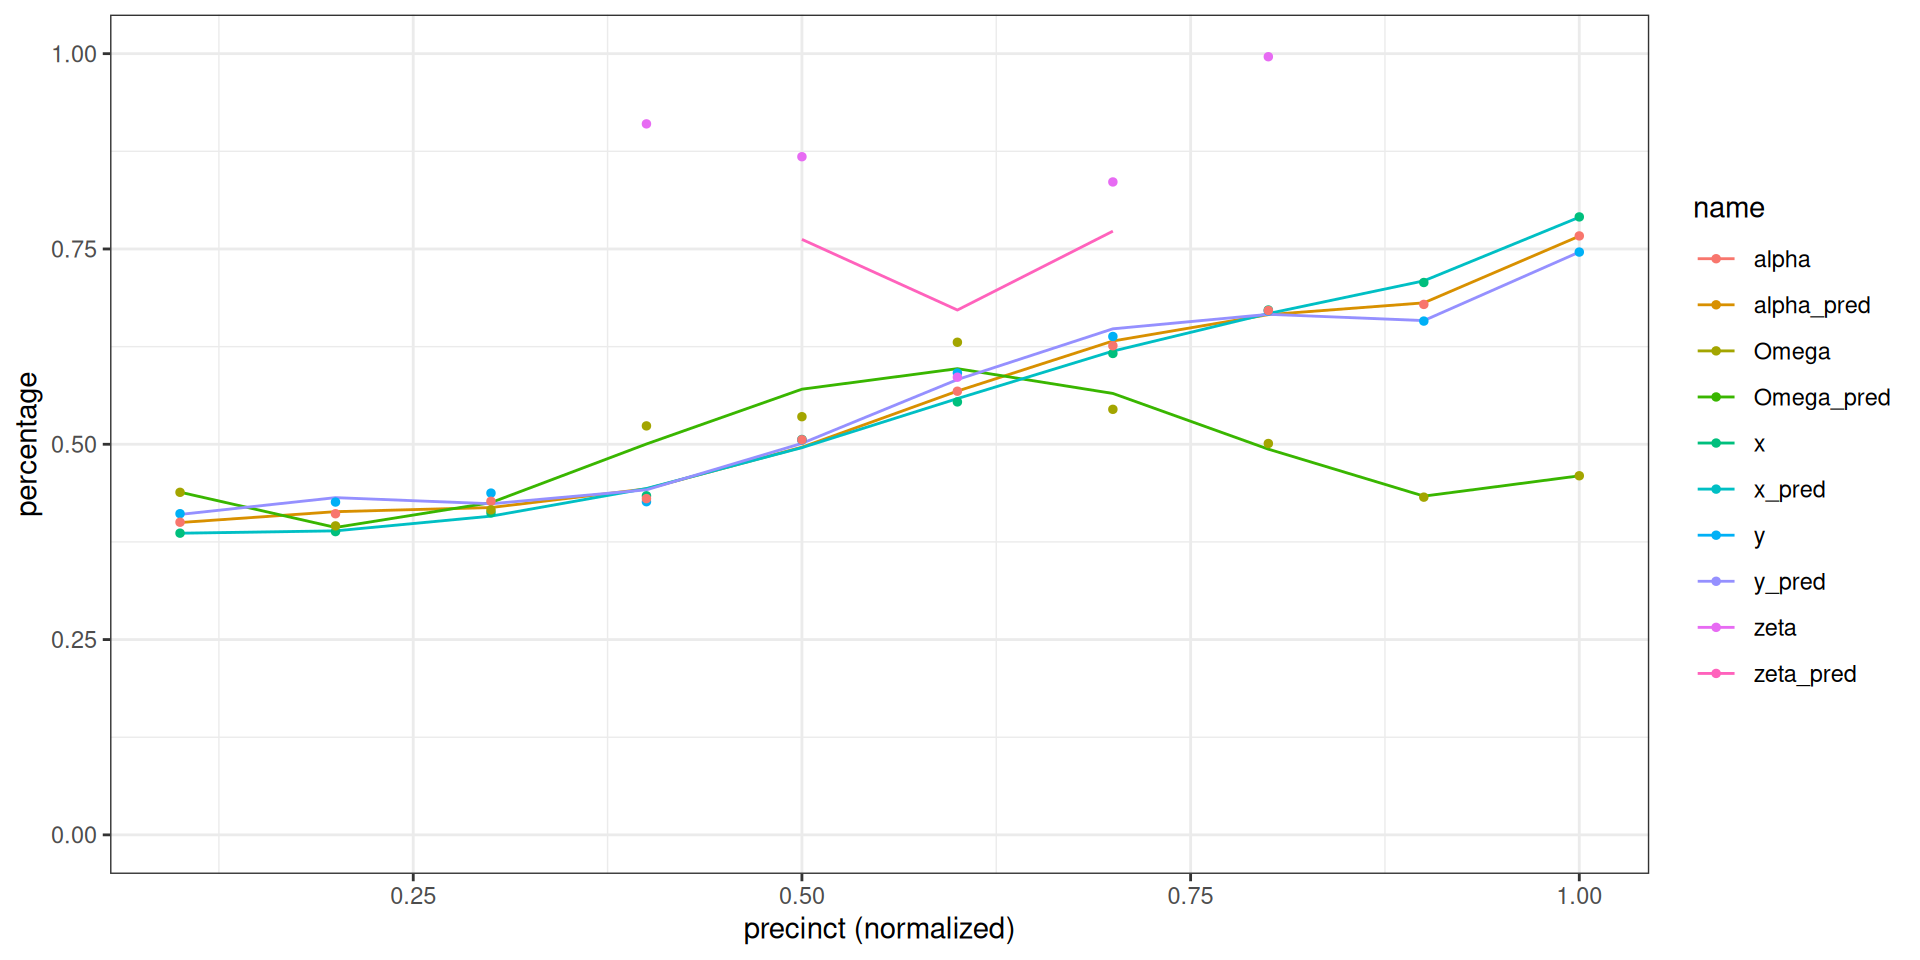 1.00
0.75
0.50
0.25
0.00
percentage
0.25
0.50
0.75
1.00
precinct (normalized)
name
alpha
alpha_pred
Omega
Omega_pred
x
x_pred
y
y_pred
zeta
zeta_pred